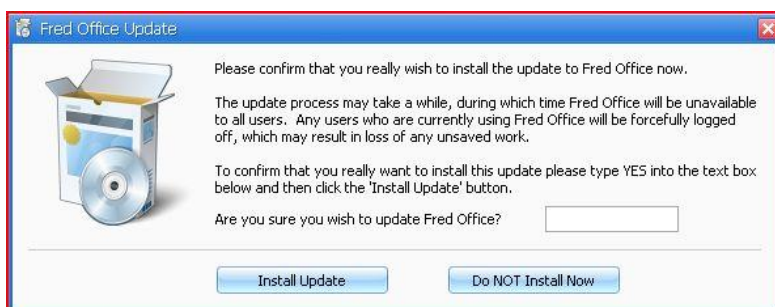 Fred Office Update
Please confirm that you really wish to install the update to Fred Office now.
The update process may take a while, during which time Fred Office will be unavailable
to all users. Any users who are currently using Fred Office will be forcefully logged
off, which may result in loss of any unsaved work.
To confirm that you really want to install this update please type YES into the text box
below and then click the 'Install Update' button.
Are you sure you wish to update Fred Office?
Install Update
Do NOT Install Now